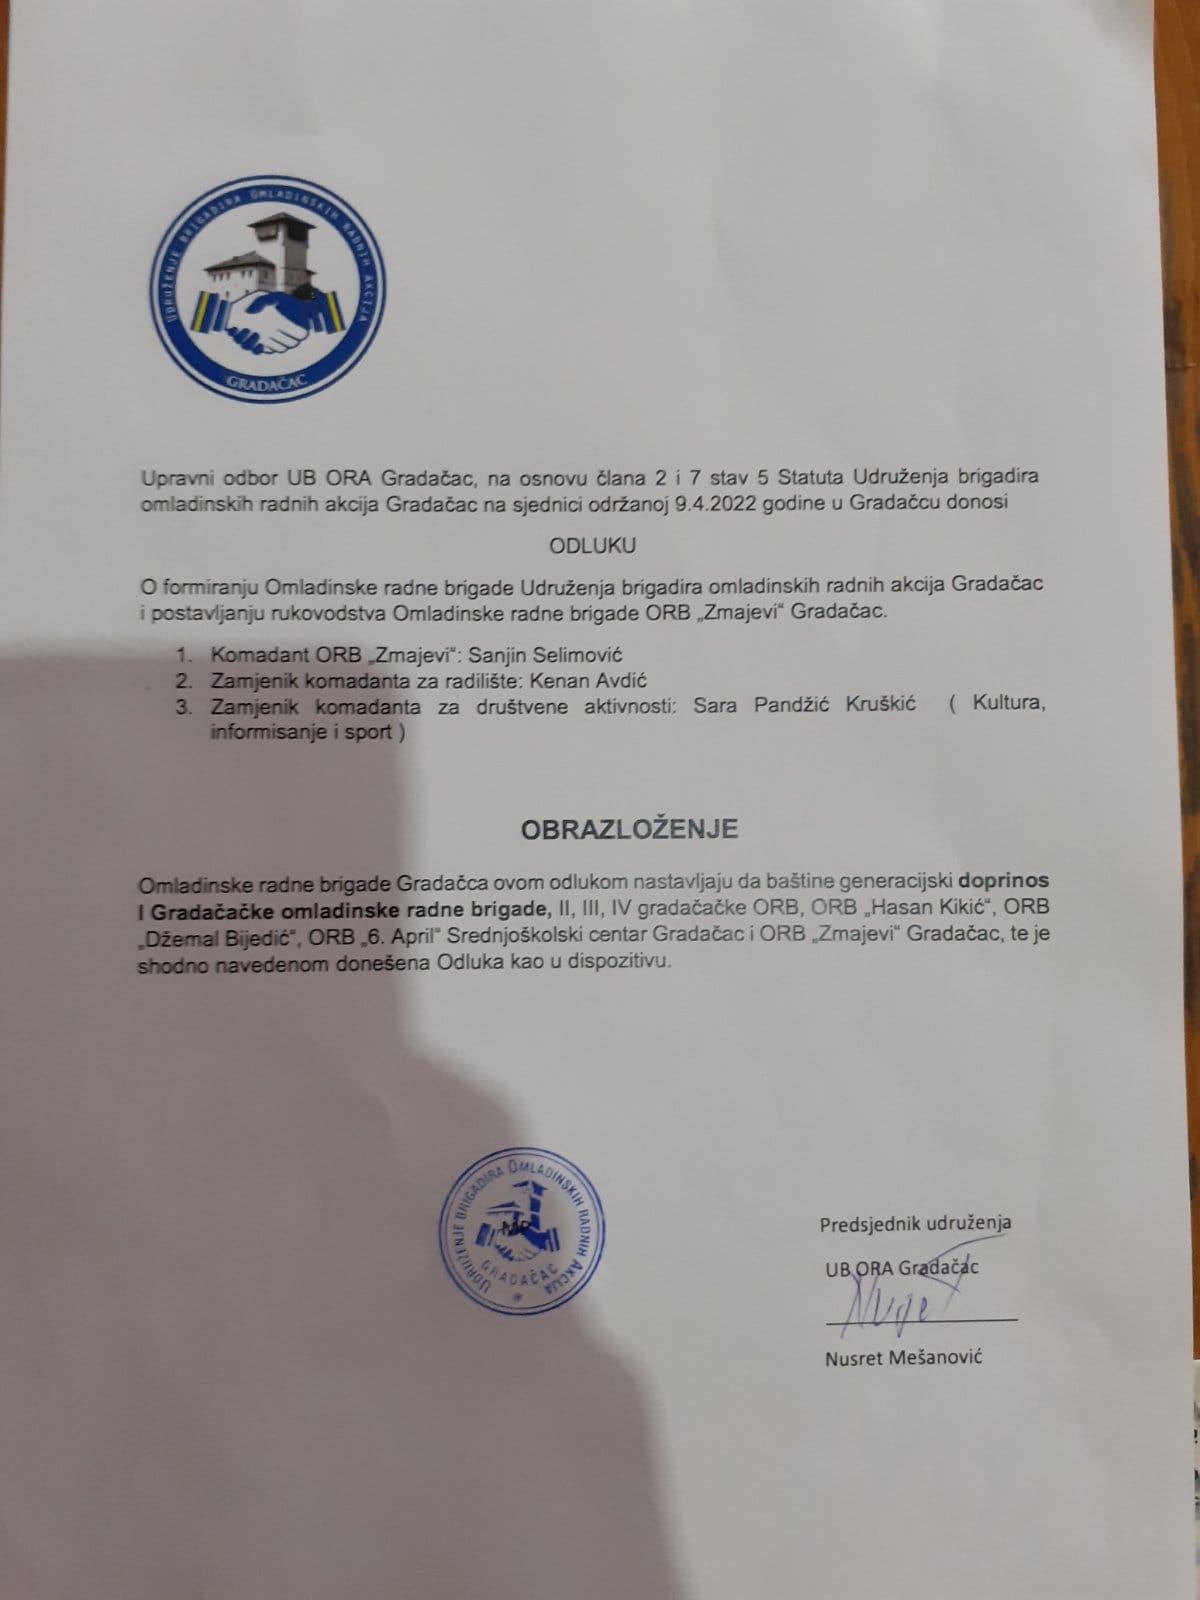 UDRUŽENJE BRIGADIRA OMLADINSKIH RADNIH AKCIJA
GRADAČAC
Upravni odbor UB ORA Gradačac, na osnovu člana 2 i 7 stav 5 Statuta Udruženja brigadira
omladinskih radnih akcija Gradačac na sjednici održanoj 9.4.2022 godine u Gradačcu donosi
ODLUKU
O formiranju Omladinske radne brigade Udruženja brigadira omladinskih radnih akcija Gradačac
i postavljanju rukovodstva Omladinske radne brigade ORB „Zmajevi“ Gradačac.
1. Komadant ORB „Zmajevi“: Sanjin Selimović
2. Zamjenik komadanta za radilište: Kenan Avdić
3. Zamjenik komadanta za društvene aktivnosti: Sara Pandžić Kruškić ( Kultura,
informisanje i sport )
OBRAZLOŽENJE
Omladinske radne brigade Gradačca ovom odlukom nastavljaju da baštine generacijski doprinos
I Gradačačke omladinske radne brigade, II, III, IV gradačačke ORB, ORB „Hasan Kikić“, ORB
„Džemal Bijedić“, ORB „6. April“ Srednjoškolski centar Gradačac i ORB „Zmajevi“ Gradačac, te je
shodno navedenom donešena Odluka kao u dispozitivu.
UDRUŽENJE BRIGADIRA OMLADINSKIH RADNIH AKCIJA
MP
GRADAČAC
Predsjednik udruženja
UB ORA Gradačac
Nusret Mešanović